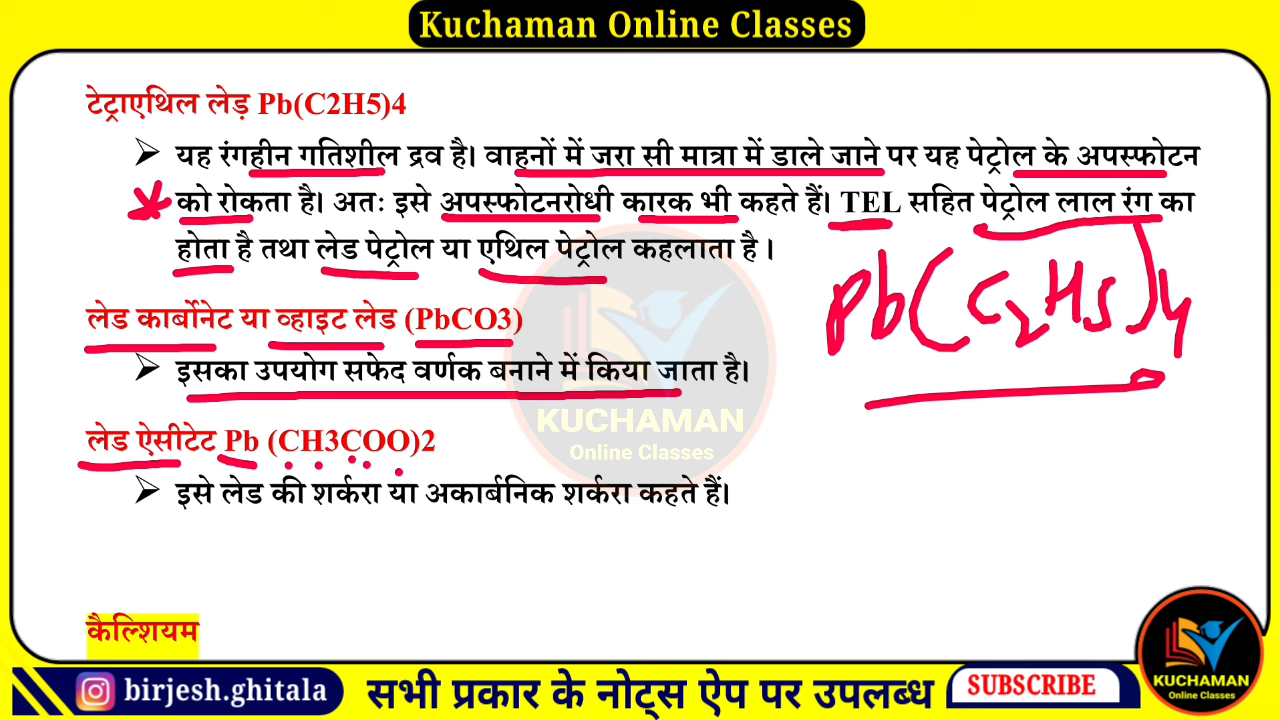 Kuchaman Online Classes
टेट्राएथिल लेड़ Pb(C2H5)4
यह रंगहीन गतिशील द्रव है। वाहनों में जरा सी मात्रा में डाले जाने पर यह पेट्रोल के अपस्फोटन
को रोकता है। अतः इसे अपस्फोटनरोधी कारक भी कहते हैं। TEL सहित पेट्रोल लाल रंग का
होता है तथा लेड पेट्रोल या एथिल पेट्रोल कहलाता है।
Pb(C2H5)4
लेड कार्बोनेट या व्हाइट लेड (PbCO3)
इसका उपयोग सफेद वर्णक बनाने में किया जाता है।
लेड ऐसीटेट Pb (CH3COO)2
इसे लेड की शर्करा या अकार्बनिक शर्करा कहते हैं।
KUCHAMAN
Online Classes
कैल्शियम
birjesh.ghitala
सभी प्रकार के नोट्स ऐप पर उपलब्ध
SUBSCRIBE
KUCHAMAN
Online Classes